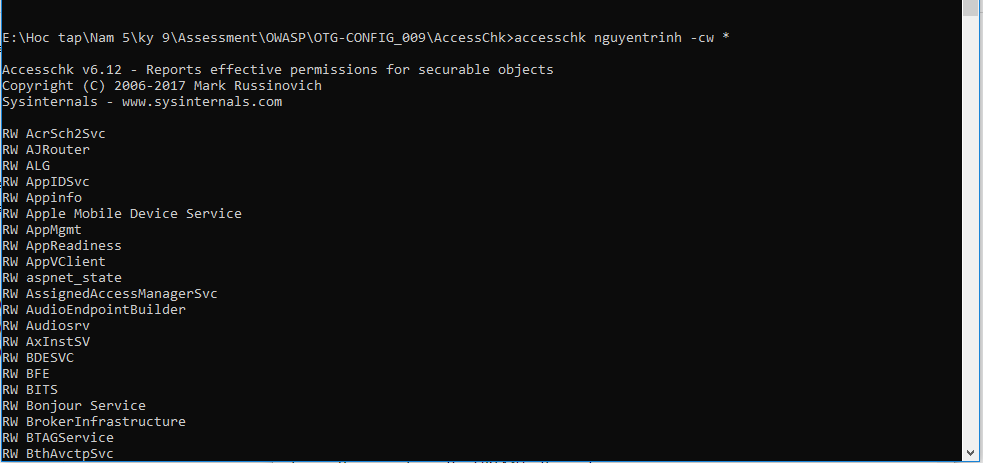 E:\Hoc tap\Nam 5\ky 9\Assessment\OWASP\OTG-CONFIG_009\AccessChk>accesschk nguyentrinh -cw *
Accesschk v6.12 - Reports effective permissions for securable objects
Copyright (C) 2006-2017 Mark Russinovich
Sysinternals - www.sysinternals.com
RW AcrSch2Svc
RW AJRouter
RW ALG
RW AppIDSvc
RW Appinfo
RW Apple Mobile Device Service
RW AppMgmt
RW AppReadiness
RW AppVClient
RW aspnet_state
RW AssignedAccessManagerSvc
RW AudioEndpointBuilder
RW Audiosrv
RW AxInstSV
RW BDESVC
RW BFE
RW BITS
RW Bonjour Service
RW BrokerInfrastructure
RW BTAGService
RW BthAvctpSvc